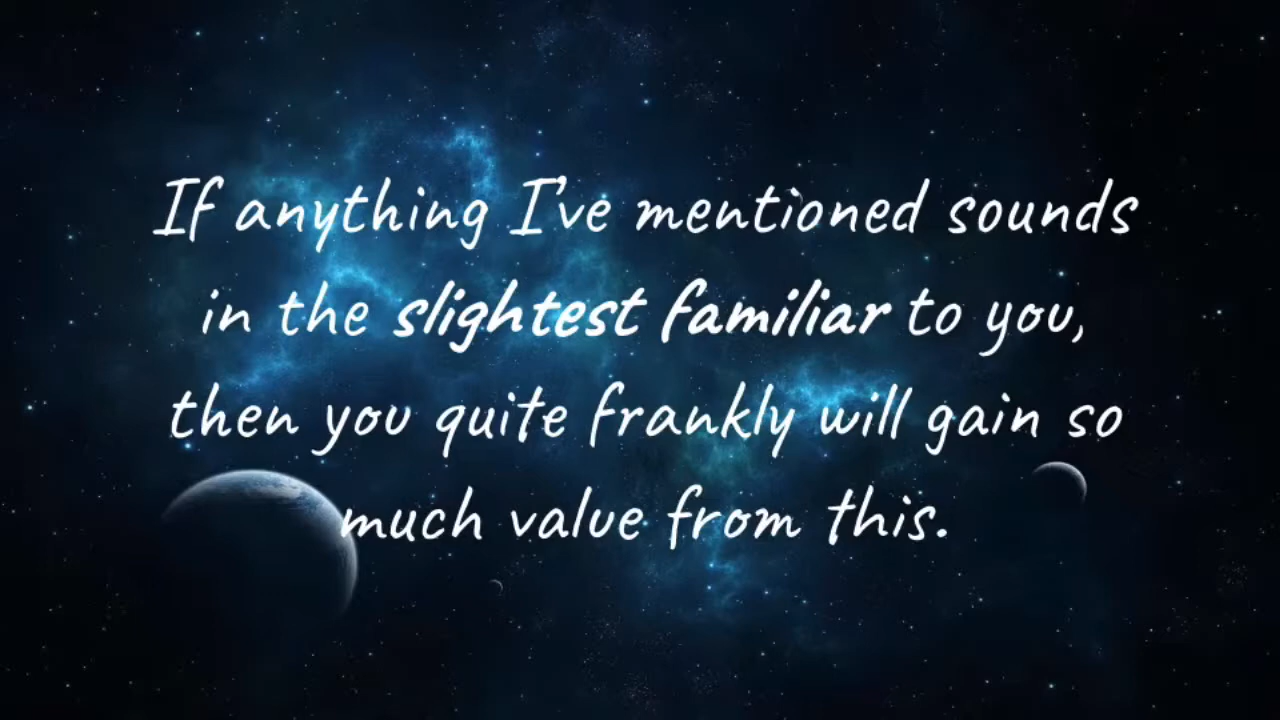 If anything I've mentioned sounds
in the slightest familiar to you,
then you quite frankly will gain so
much value from this.